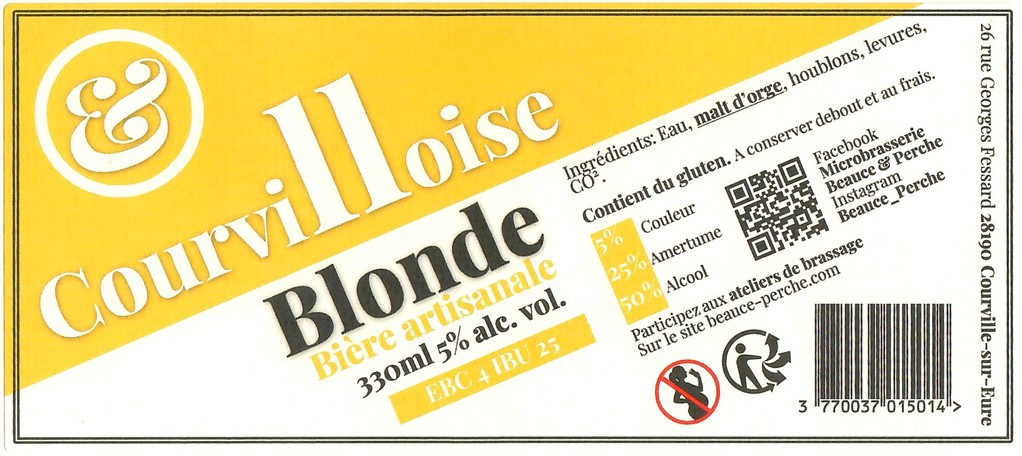 &
Courvilloise
Blonde
Bière artisanale
330ml 5% alc. vol.
EBC 4 IBU 25
Ingrédients: Eau, malt d'orge, houblons, levures,
CO².
Contient du gluten. A conserver debout et au frais.
5% Couleur
25% Amertume
50% Alcool
Facebook
Microbrasserie
Beauce & Perche
Instagram
Beauce_Perche
Participez aux ateliers de brassage
Sur le site beauce-perche.com
3 770037 015014 >
26 rue Georges Fessard 28190 Courville-sur-Eure